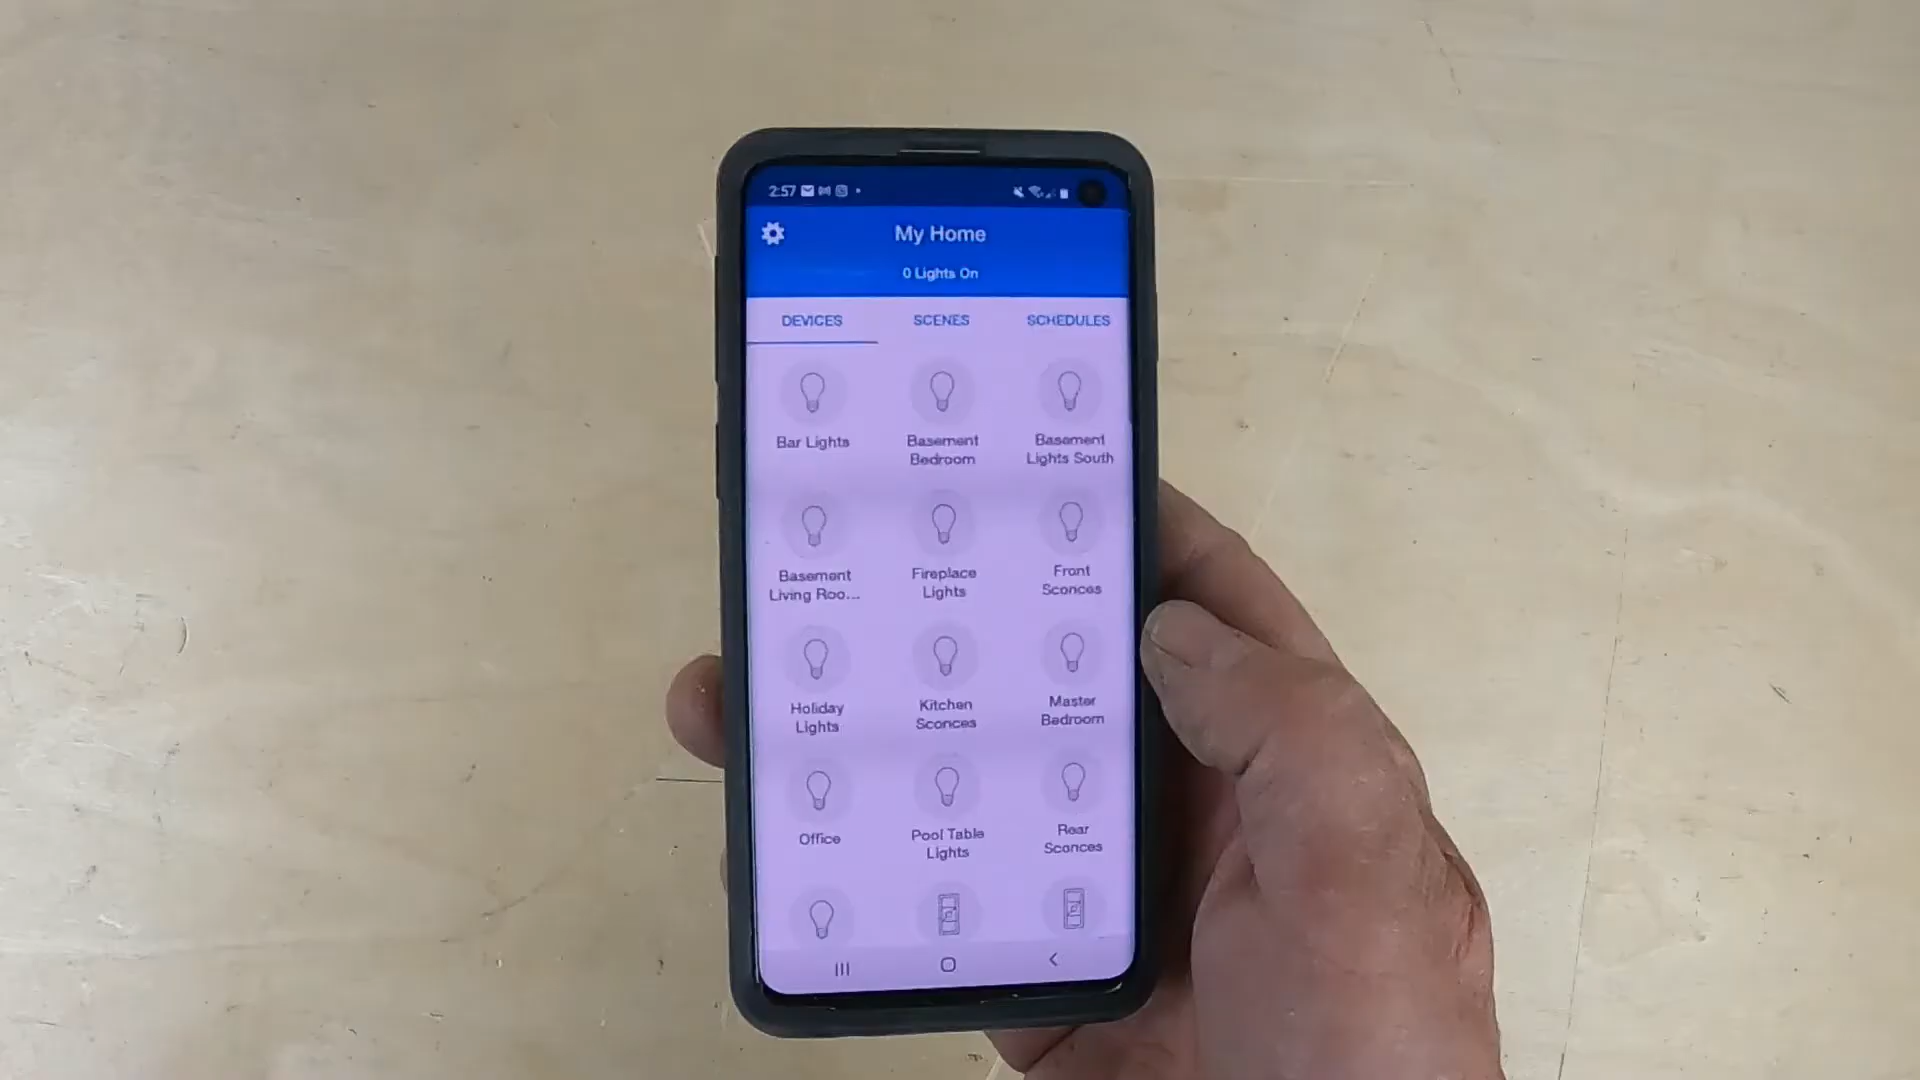 2:57
My Home
0 Lights On
DEVICES SCENES SCHEDULES
Bar Lights
Basement
Bedroom
Basement
Lights South
Basement
Living Roo...
Fireplace
Lights
Front
Sconces
Holiday
Lights
Kitchen
Sconces
Master
Bedroom
Office
Pool Table
Lights
Rear
Sconces